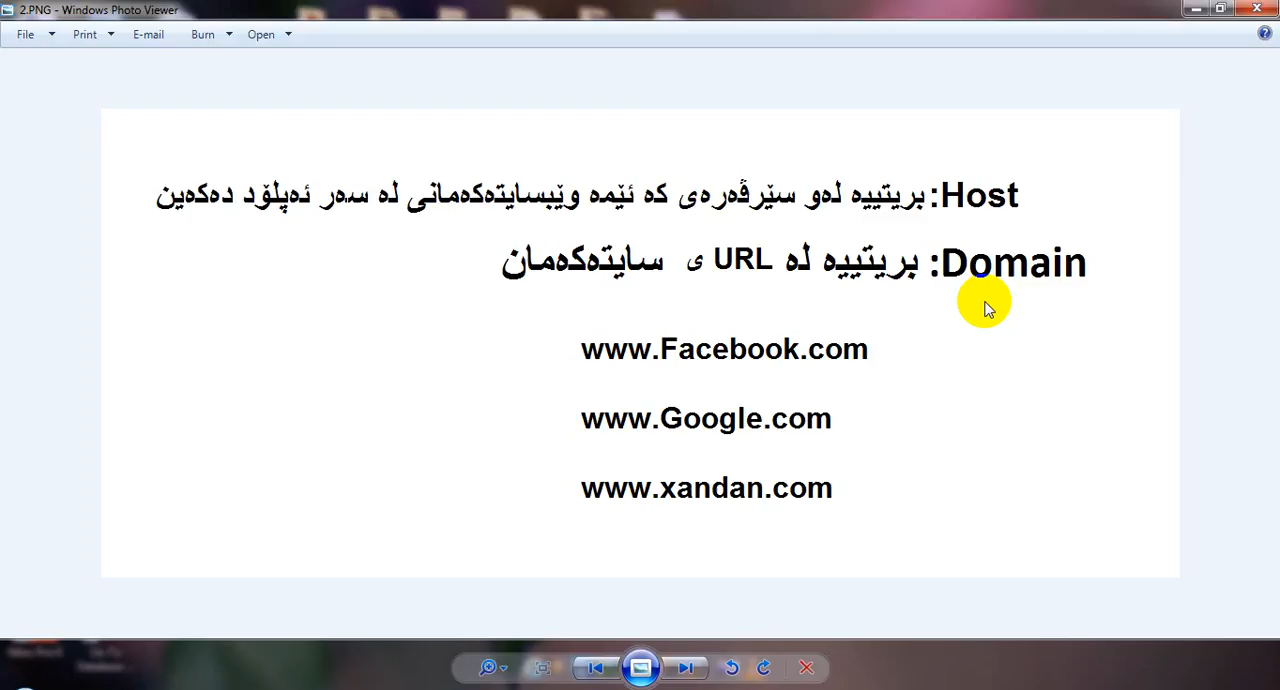 2.PNG - Windows Photo Viewer
File Print E-mail Burn Open
Host: بریتییە لەو سێرڤەرەی کە ئێمە وێبسایتەکەمانی لە سەر ئەپلۆد دەکەین
Domain: بریتییە لە URL ی سایتەکەمان
www.Facebook.com
www.Google.com
www.xandan.com